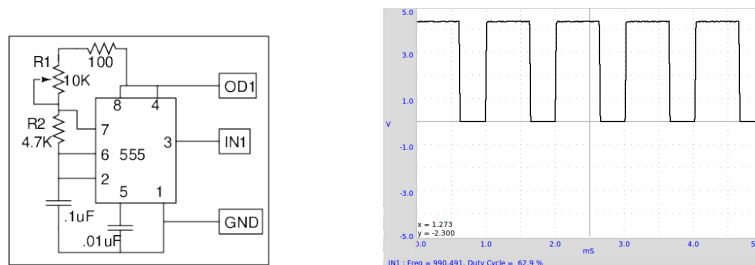 R1
100
10K
OD1
8 4
R2
4.7K
7
6 555
3
IN1
2
5 1
.1uF
.01uF
GND
5.0
3.0
1.0
V
-1.0
-3.0
-5.0
x = 1.273
y = -2.300
0.0 1.0 2.0 3.0 4.0
mS
IN1 : Freq = 990.491, Duty Cycle = 62.9 %